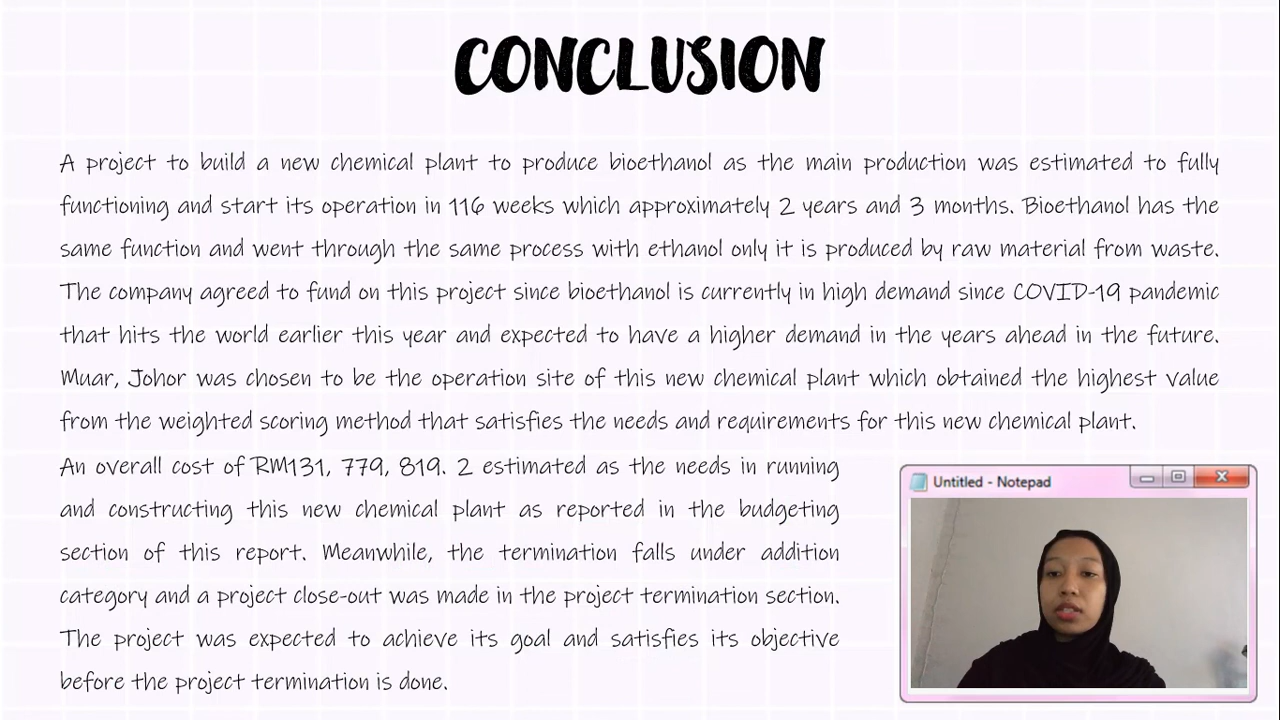 CONCLUSION
A project to build a new chemical plant to produce bioethanol as the main production was estimated to fully
functioning and start its operation in 116 weeks which approximately 2 years and 3 months. Bioethanol has the
same function and went through the same process with ethanol only it is produced by raw material from waste.
The company agreed to fund on this project since bioethanol is currently in high demand since COVID-19 pandemic
that hits the world earlier this year and expected to have a higher demand in the years ahead in the future.
Muar, Johor was chosen to be the operation site of this new chemical plant which obtained the highest value
from the weighted scoring method that satisfies the needs and requirements for this new chemical plant.
An overall cost of RM131, 779, 819. 2 estimated as the needs in running
and constructing this new chemical plant as reported in the budgeting
section of this report. Meanwhile, the termination falls under addition
category and a project close-out was made in the project termination section.
The project was expected to achieve its goal and satisfies its objective
before the project termination is done.
Untitled - Notepad